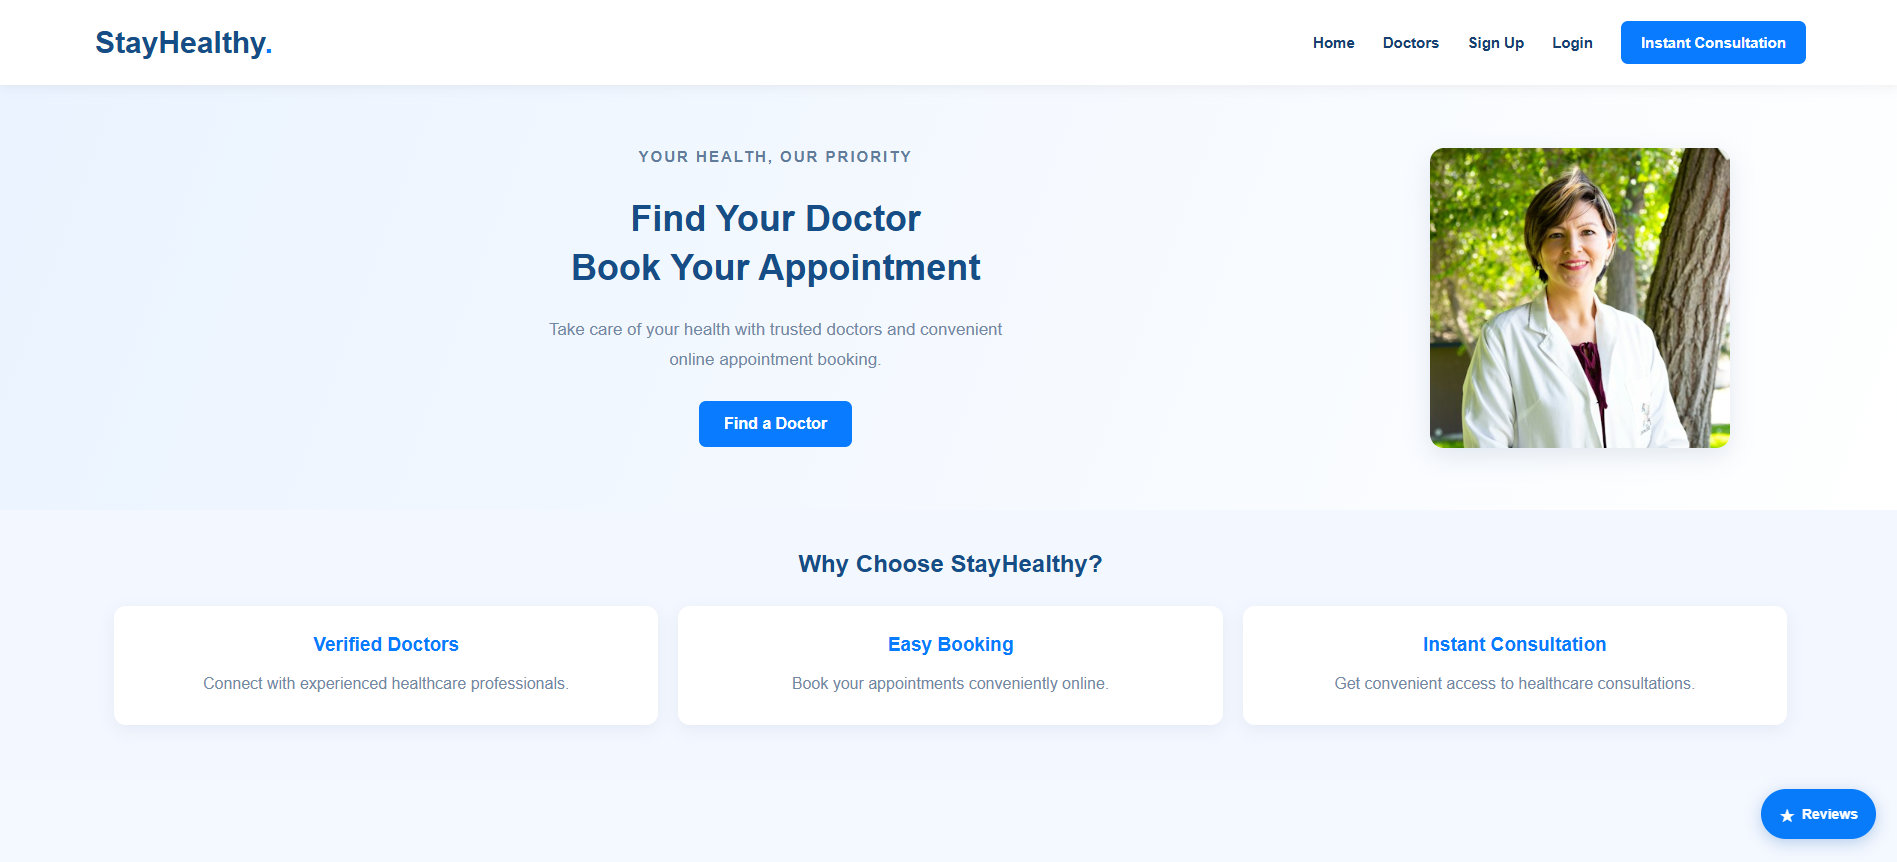 StayHealthy.
Home
Doctors
Sign Up
Login
Instant Consultation
YOUR HEALTH, OUR PRIORITY
Find Your Doctor
Book Your Appointment
Take care of your health with trusted doctors and convenient
online appointment booking.
Find a Doctor
Why Choose StayHealthy?
Verified Doctors
Connect with experienced healthcare professionals.
Easy Booking
Book your appointments conveniently online.
Instant Consultation
Get convenient access to healthcare consultations.
★ Reviews